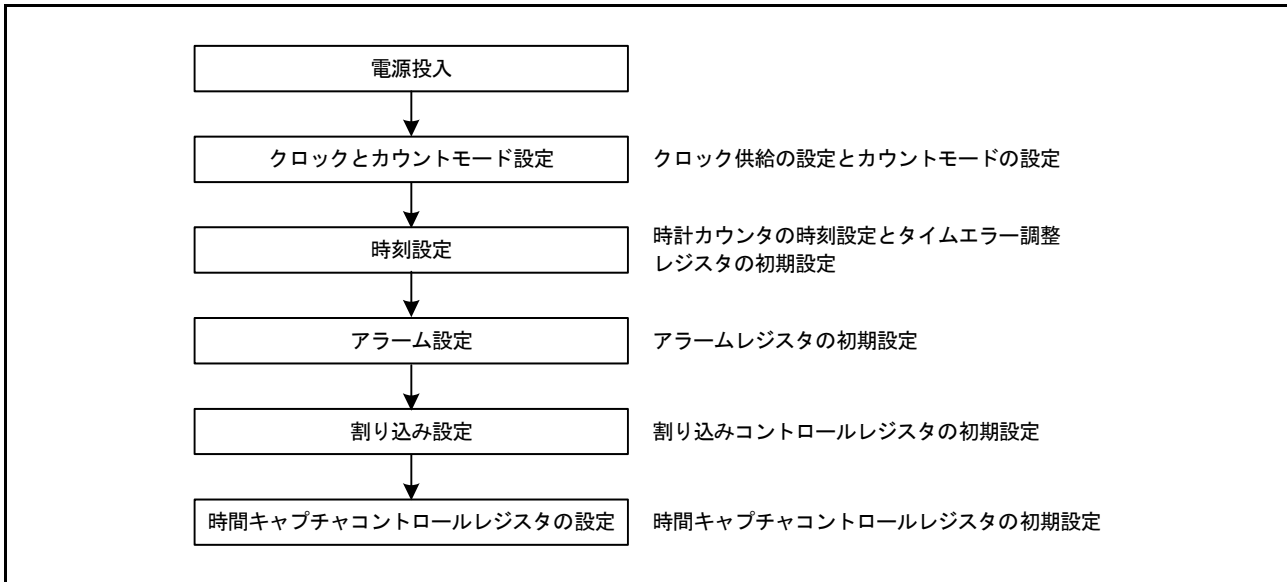 電源投入
クロックとカウントモード設定
クロック供給の設定とカウントモードの設定
時刻設定
時計カウンタの時刻設定とタイムエラー調整
レジスタの初期設定
アラーム設定
アラームレジスタの初期設定
割り込み設定
割り込みコントロールレジスタの初期設定
時間キャプチャコントロールレジスタの設定
時間キャプチャコントロールレジスタの初期設定